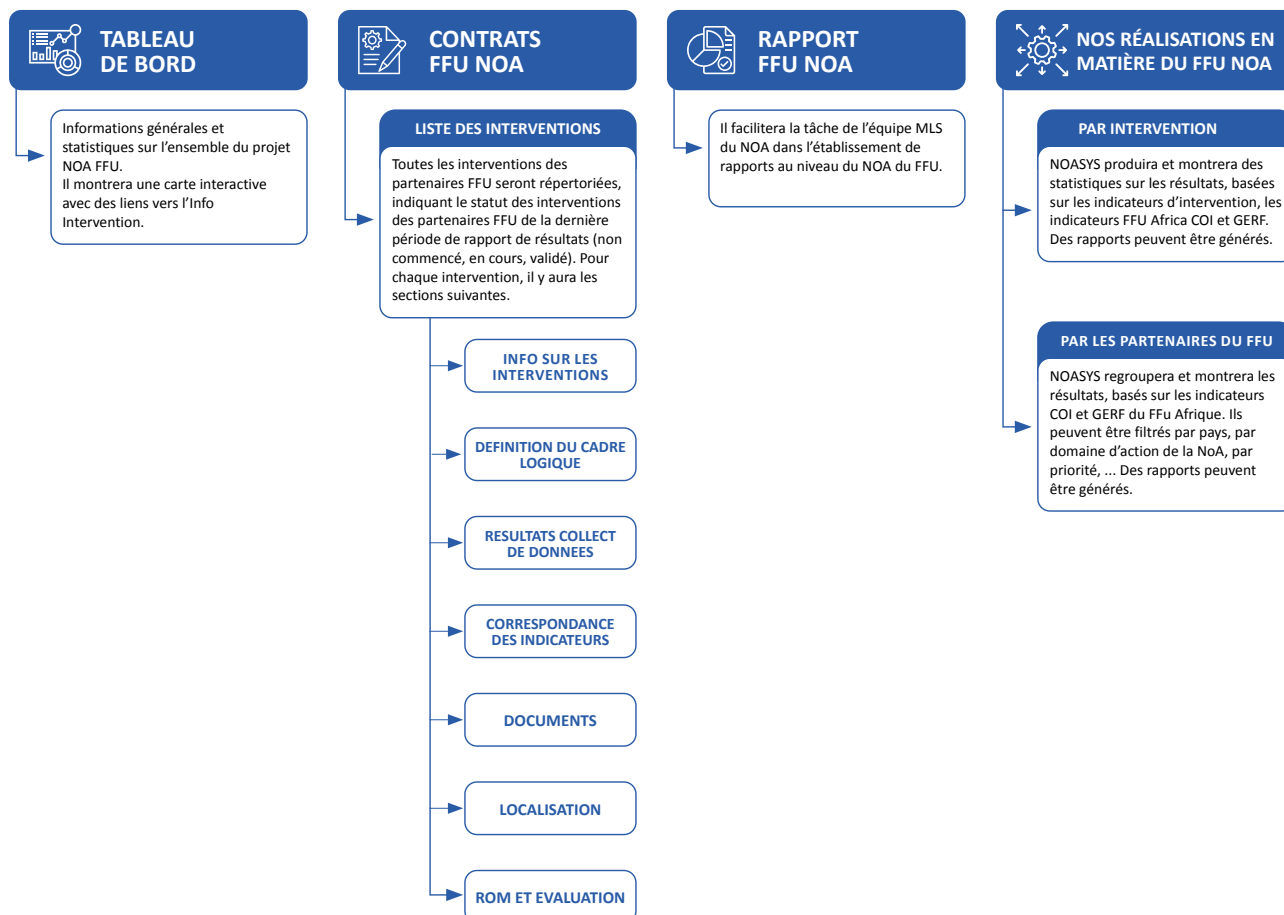 TABLEAU
DE BORD
Informations générales et
statistiques sur l'ensemble du projet
NOA FFU.
Il montrera une carte interactive
avec des liens vers l'Info
Intervention.
CONTRATS
FFU NOA
LISTE DES INTERVENTIONS
Toutes les interventions des
partenaires FFU seront répertoriées,
indiquant le statut des interventions
des partenaires FFU de la dernière
période de rapport de résultats (non
commencé, en cours, validé). Pour
chaque intervention, il y aura les
sections suivantes.
INFO SUR LES
INTERVENTIONS
DEFINITION DU CADRE
LOGIQUE
RESULTATS COLLECT
DE DONNEES
CORRESPONDANCE
DES INDICATEURS
DOCUMENTS
LOCALISATION
ROM ET EVALUATION
RAPPORT
FFU NOA
Il facilitera la tâche de l'équipe MLS
du NOA dans l'établissement de
rapports au niveau du NOA du FFU.
NOS RÉALISATIONS EN
MATIÈRE DU FFU NOA
PAR INTERVENTION
NOASYS produira et montrera des
statistiques sur les résultats, basées
sur les indicateurs d'intervention, les
indicateurs FFU Africa COI et GERF.
Des rapports peuvent être générés.
PAR LES PARTENAIRES DU FFU
NOASYS regroupera et montrera les
résultats, basés sur les indicateurs
COI et GERF du FFu Afrique. Ils
peuvent être filtrés par pays, par
domaine d'action de la NoA, par
priorité, ... Des rapports peuvent
être générés.